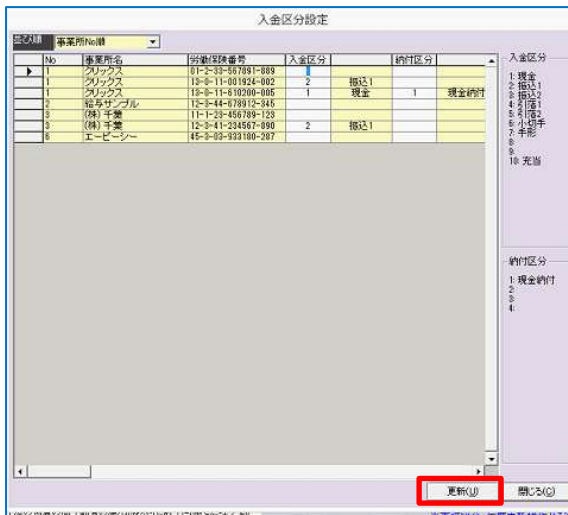 入金区分設定
並び順 事業所No順
No 事業所名 労働保険番号 入金区分 納付区分
1 クリックス 01-2-33-567891-889
1 クリックス 13-0-11-001924-002 2 振込1
1 クリックス 13-0-11-610200-005 1 現金 1 現金納付
2 給与サンプル 12-3-44-678912-345
3 (株) 千葉 11-1-23-456789-123
3 (株) 千葉 12-3-41-234567-890 2 振込1
6 エービーシー 45-3-03-933180-287
入金区分
1: 現金
2: 振込1
3: 振込2
4: 引落1
5: 引落2
6: 小切手
7: 手形
8:
9:
10: 充当
納付区分
1: 現金納付
2:
3:
4:
更新(U) 閉じる(C)